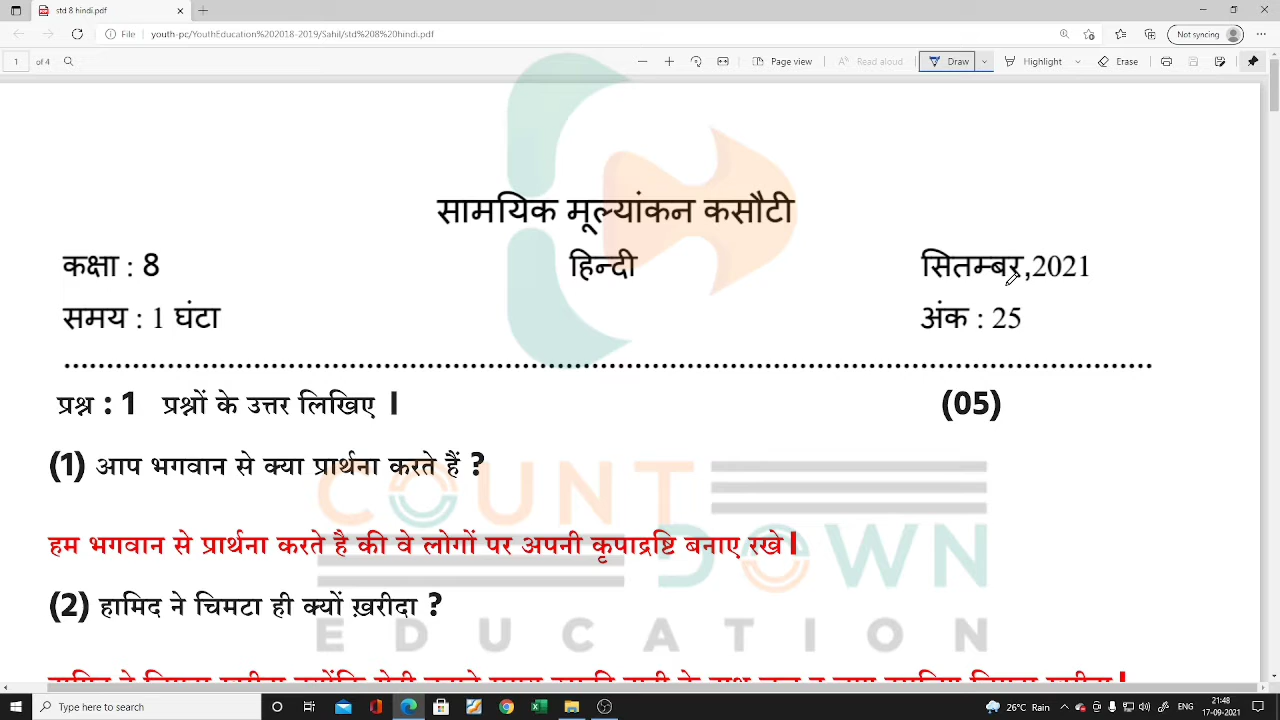 std 8 hindi.pdf
File youth-pc/YouthEducation%202018-2019/Sahil/std%208%20hindi.pdf Not syncing
1 of 4 Page view Read aloud Draw Highlight Erase
सामयिक मूल्यांकन कसौटी
कक्षा : 8 हिन्दी सितम्बर,2021
समय : 1 घंटा अंक : 25
प्रश्न : 1 प्रश्नों के उत्तर लिखिए । (05)
(1) आप भगवान से क्या प्रार्थना करते हैं ?
COUNT
हम भगवान से प्रार्थना करते है की वे लोगों पर अपनी कृपाद्रष्टि बनाए रखे।
DOWN
(2) हामिद ने चिमटा ही क्यों ख़रीदा ?
EDUCATION
Type here to search 26°C Rain 21:48
17-09-2021